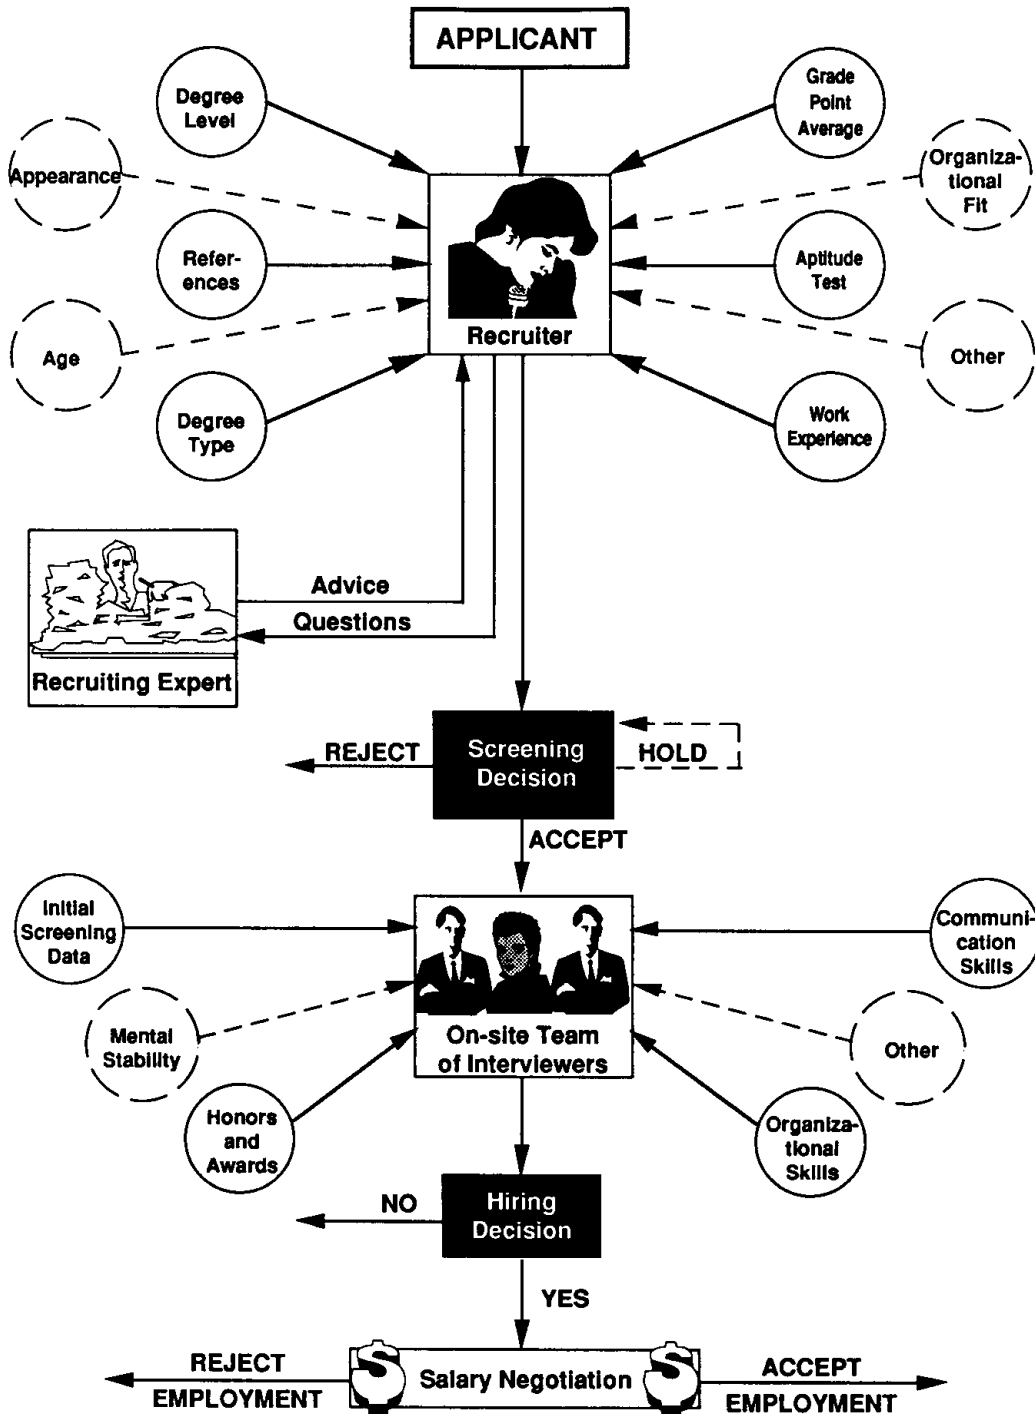 APPLICANT
Degree
Level
Grade
Point
Average
Appearance
Organiza-
tional
Fit
Refer-
ences
Aptitude
Test
Recruiter
Age
Other
Degree
Type
Work
Experience
Advice
Questions
Recruiting Expert
REJECT
Screening
Decision
HOLD
ACCEPT
Initial
Screening
Data
Communi-
cation
Skills
Mental
Stability
On-site Team
of Interviewers
Other
Honors
and
Awards
Organiza-
tional
Skills
NO
Hiring
Decision
YES
REJECT
EMPLOYMENT
$ Salary Negotiation $
ACCEPT
EMPLOYMENT